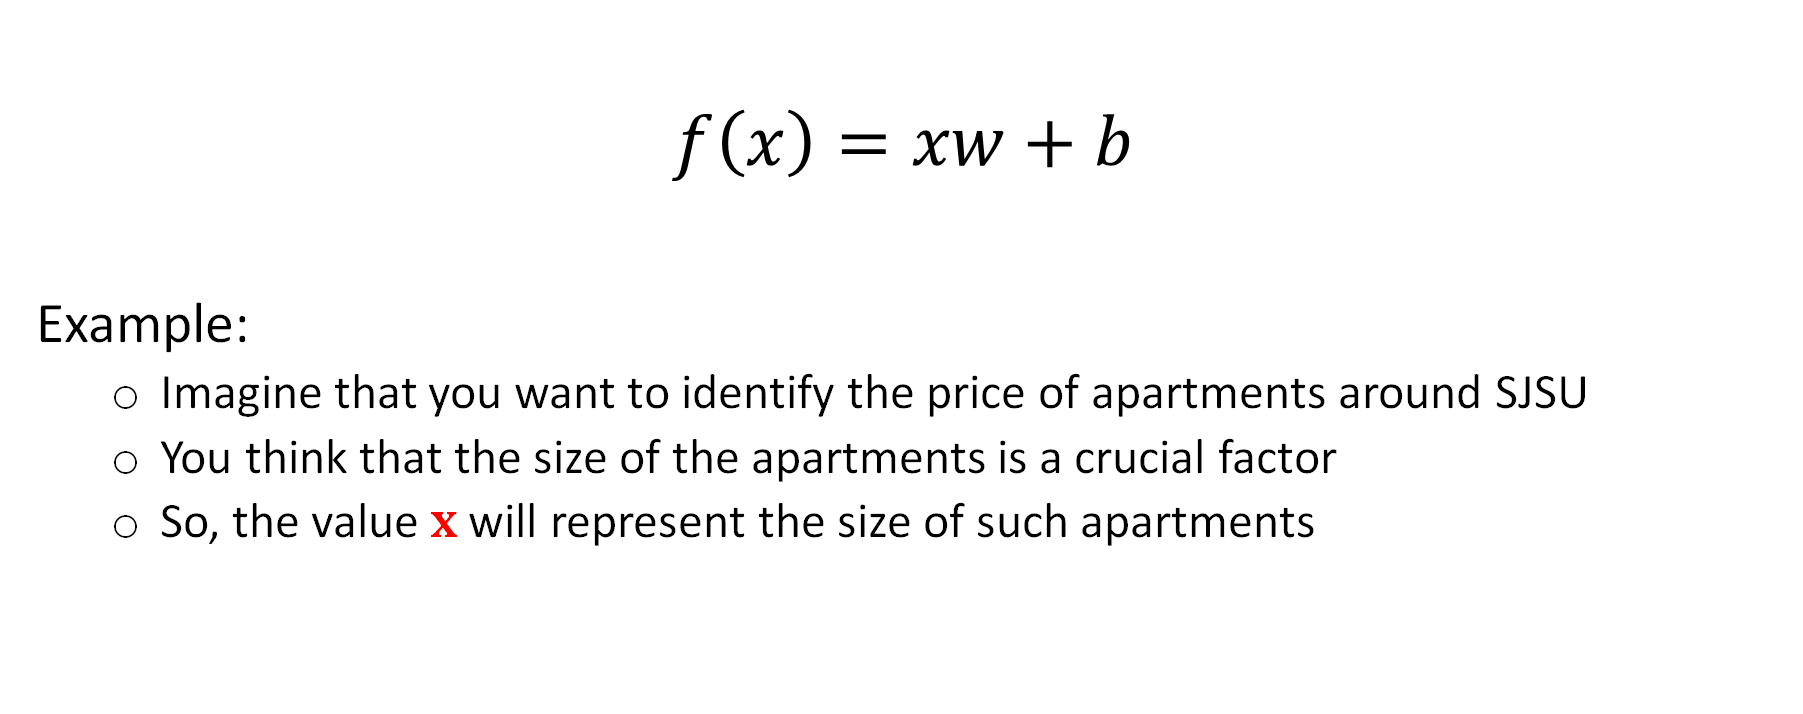 f(x) = xw + b
Example:
○ Imagine that you want to identify the price of apartments around SJSU
○ You think that the size of the apartments is a crucial factor
○ So, the value x will represent the size of such apartments